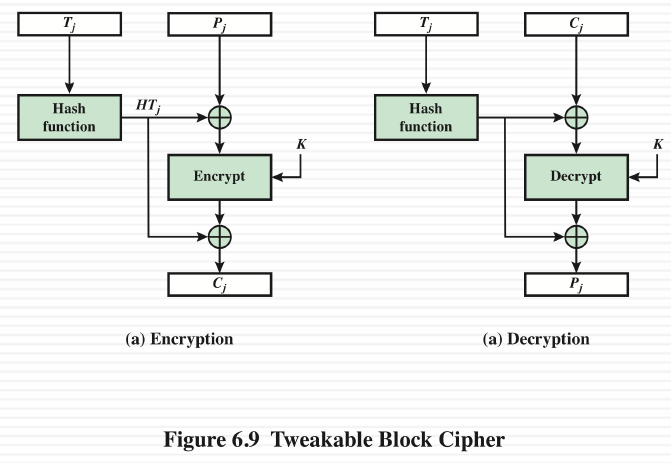 T_j
P_j
Hash
function
HT_j
K
Encrypt
C_j
(a) Encryption
T_j
C_j
Hash
function
K
Decrypt
P_j
(a) Decryption
Figure 6.9 Tweakable Block Cipher